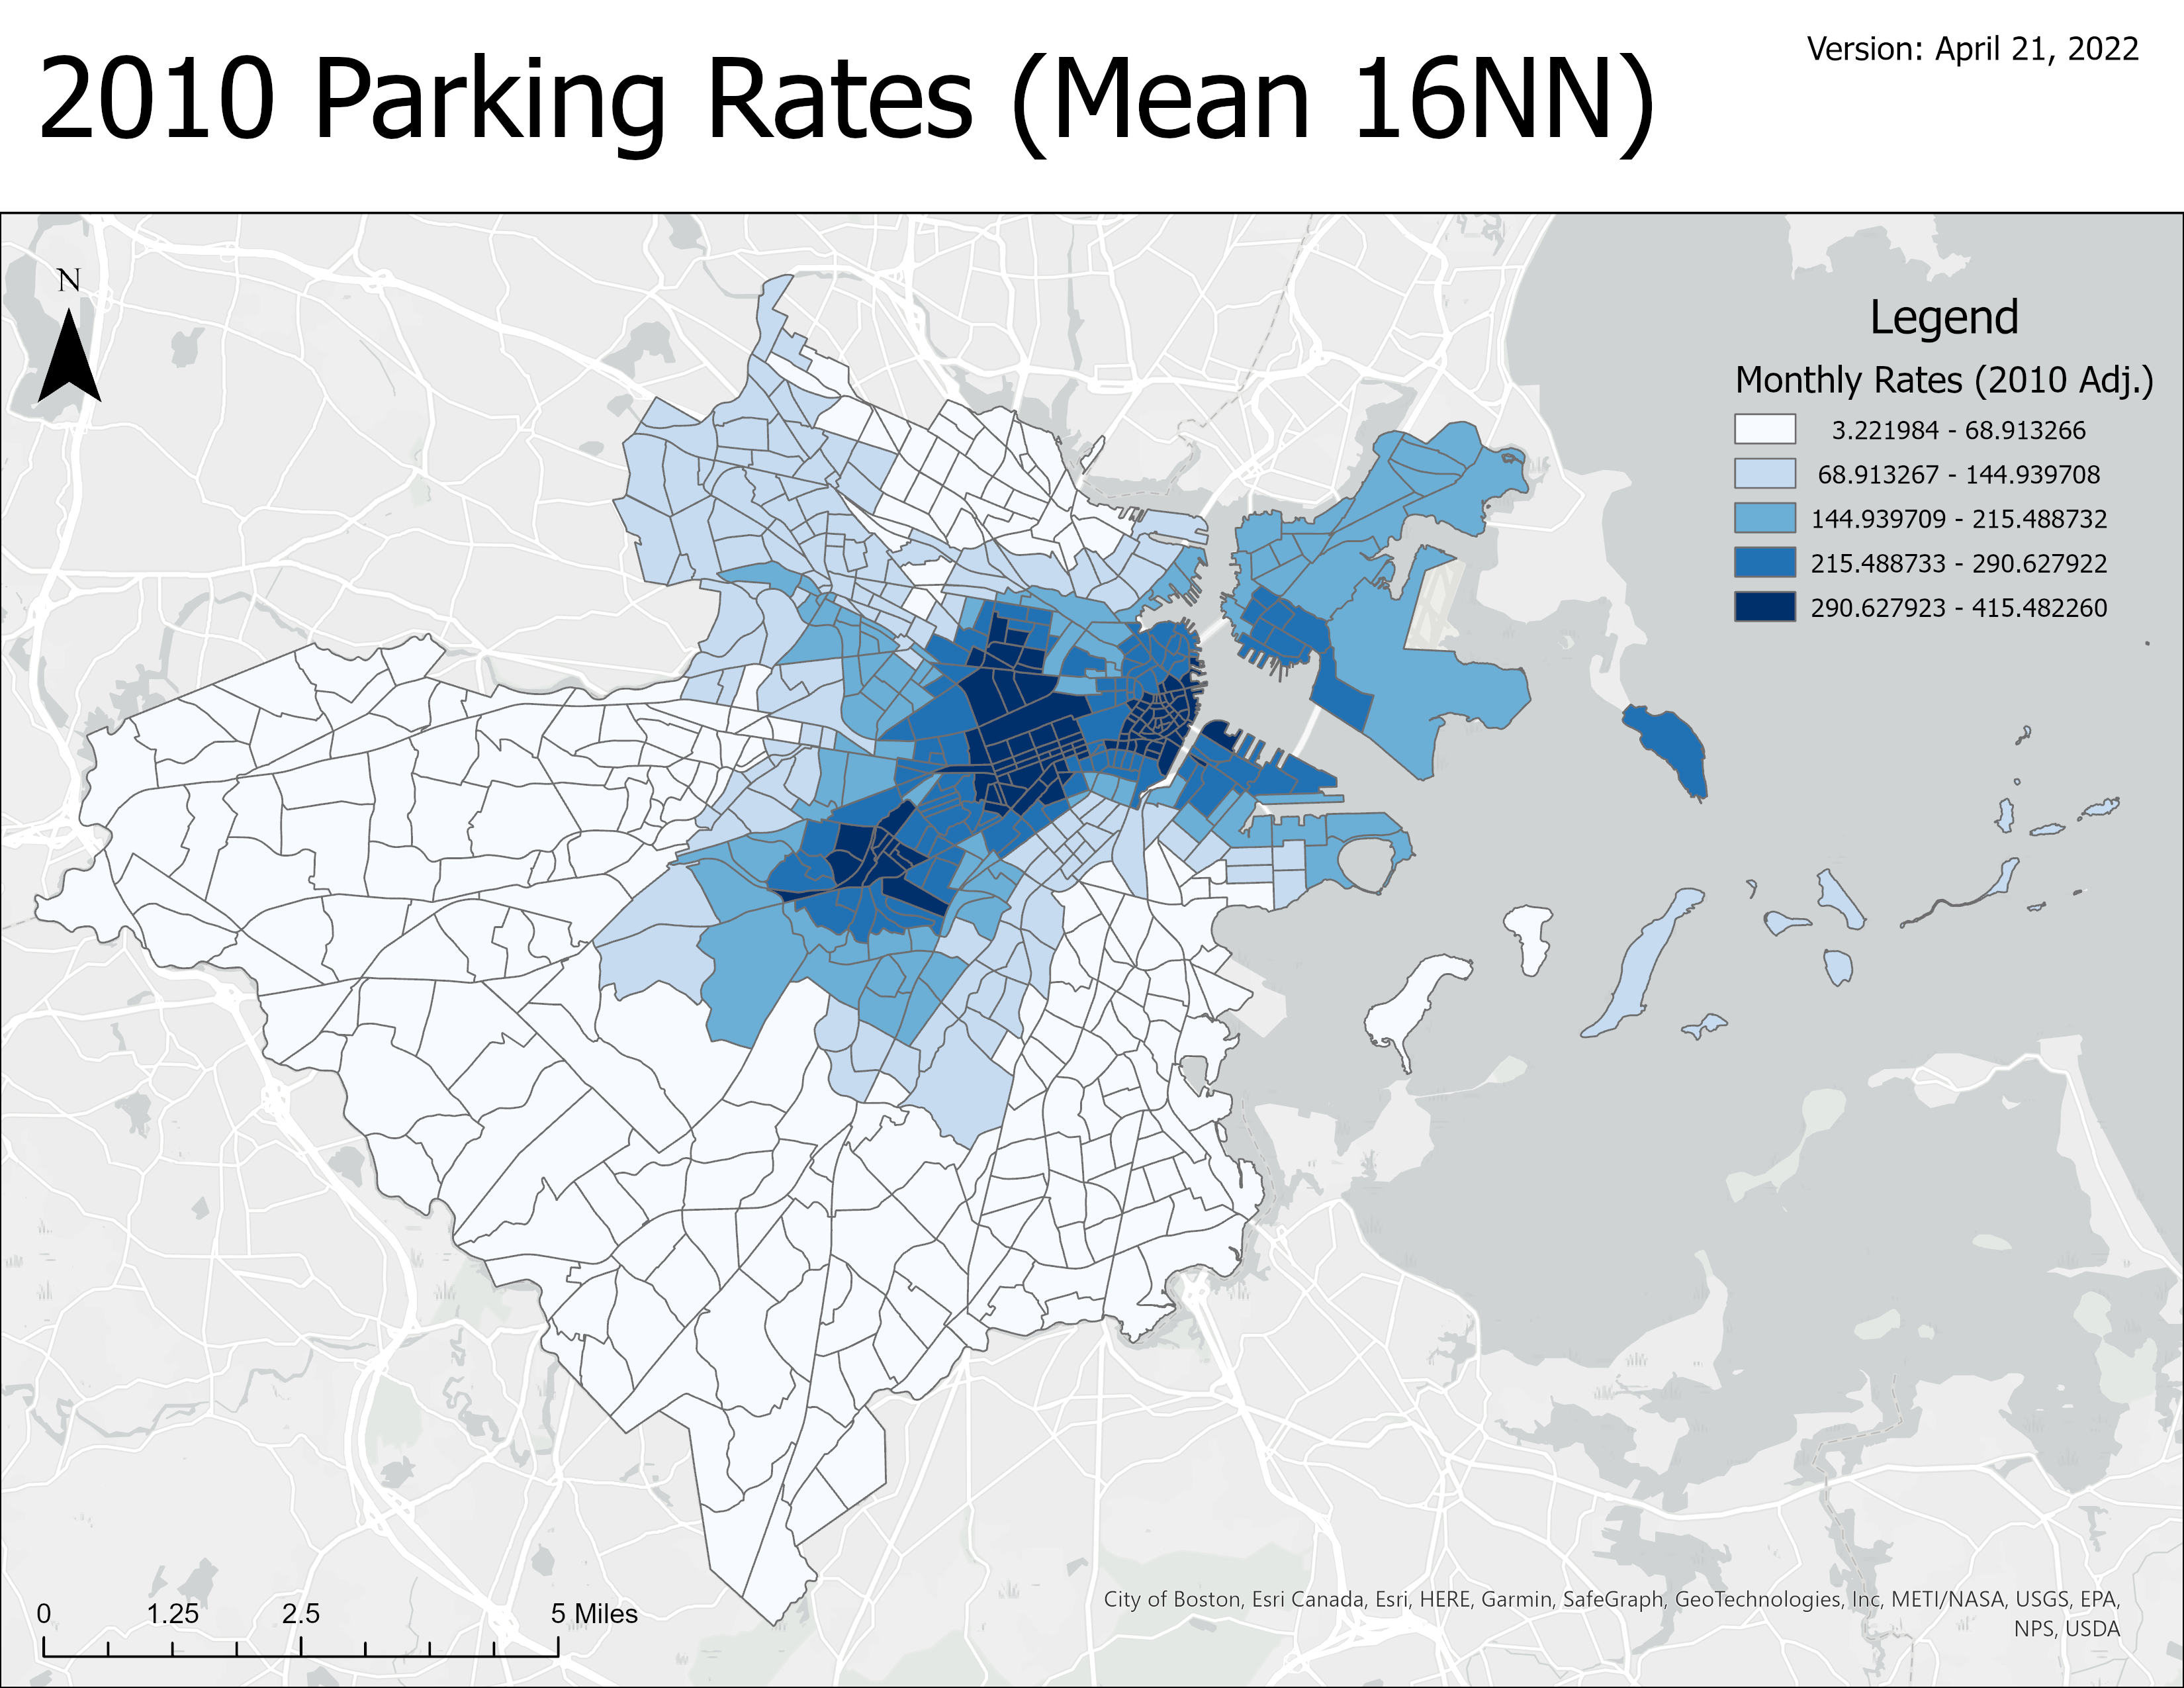 2010 Parking Rates (Mean 16NN)
Version: April 21, 2022
N
Legend
Monthly Rates (2010 Adj.)
3.221984 - 68.913266
68.913267 - 144.939708
144.939709 - 215.488732
215.488733 - 290.627922
290.627923 - 415.482260
0 1.25 2.5 5 Miles
City of Boston, Esri Canada, Esri, HERE, Garmin, SafeGraph, GeoTechnologies, Inc, METI/NASA, USGS, EPA,
NPS, USDA